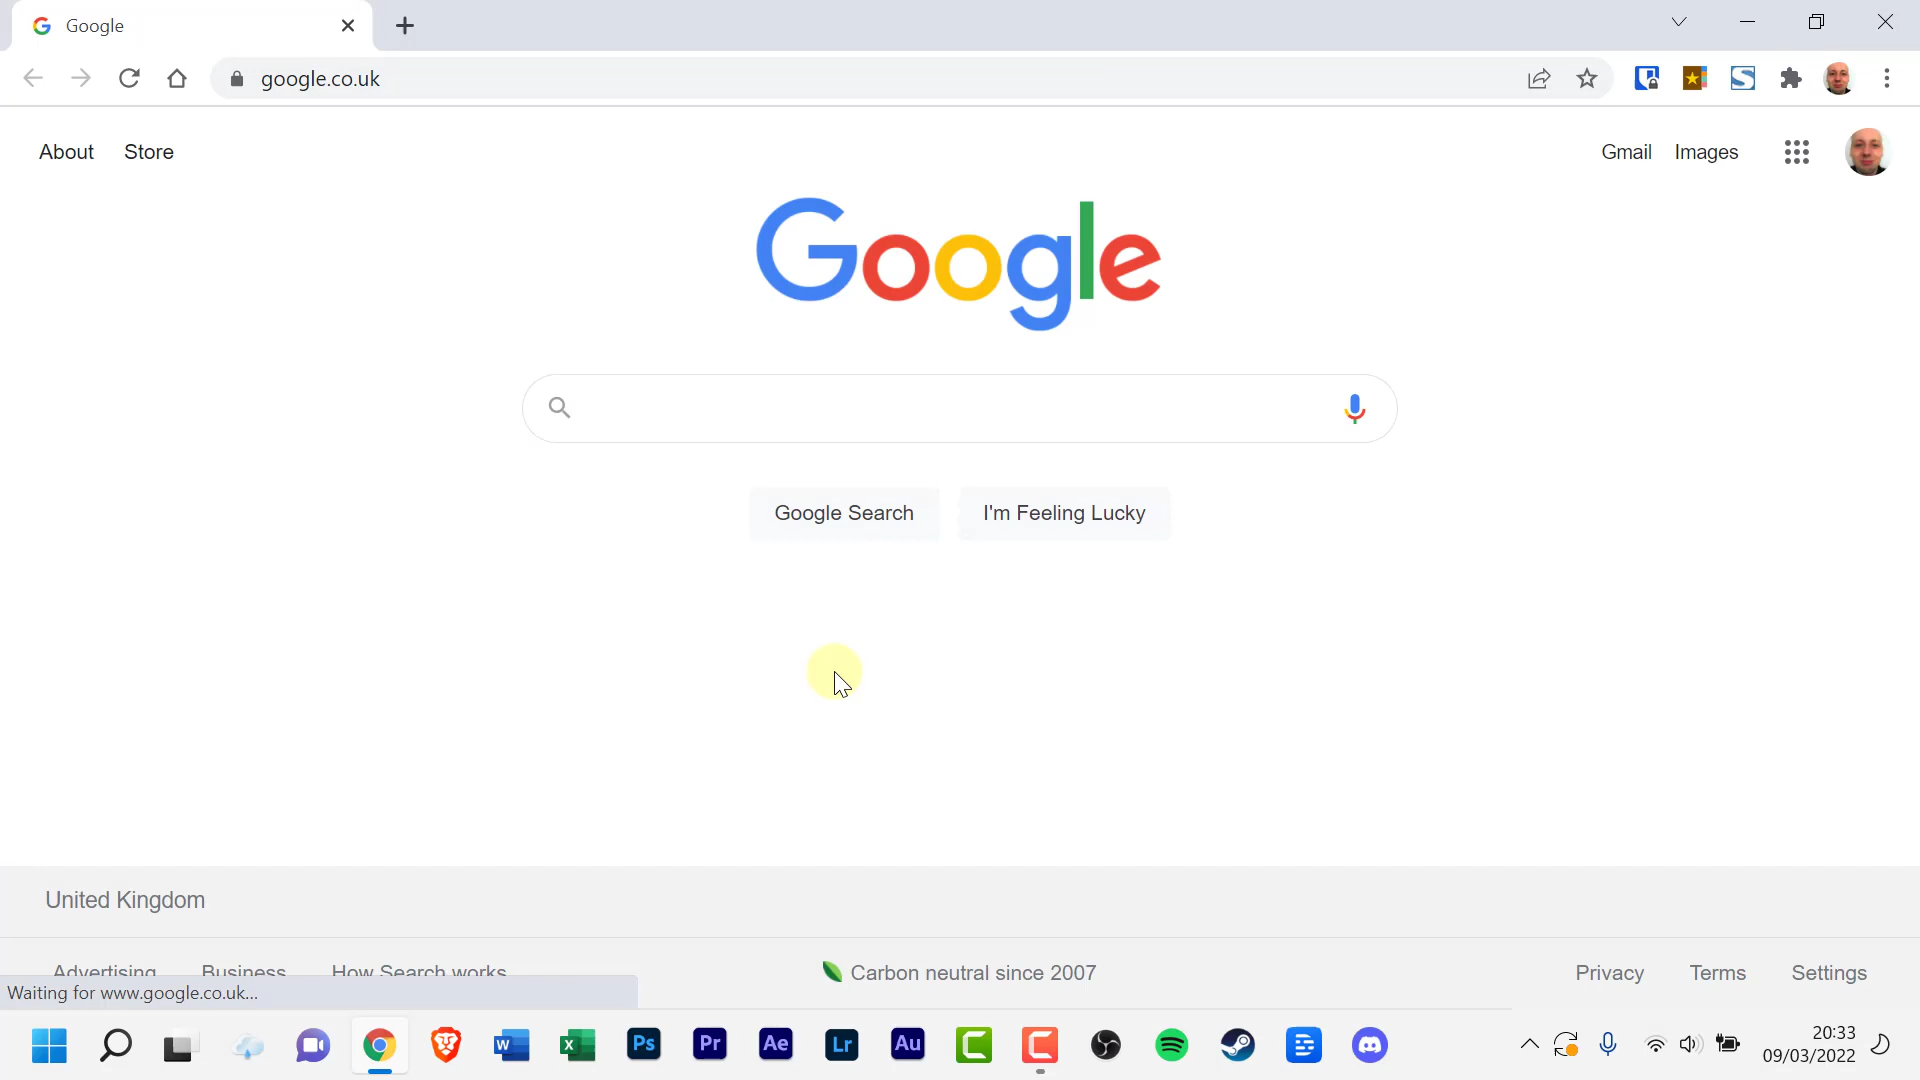 Google
google.co.uk
About Store
Gmail Images
Google
Google Search
I'm Feeling Lucky
United Kingdom
Advertising Business How Search works
Carbon neutral since 2007
Privacy Terms Settings
Waiting for www.google.co.uk...
W
X
Ps
Pr
Ae
Lr
Au
20:33
09/03/2022